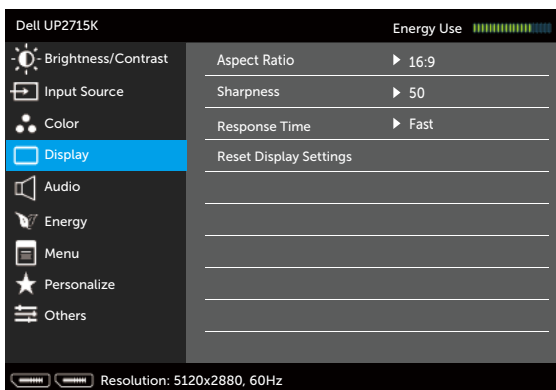 Dell UP2715K
Energy Use
Brightness/Contrast
Input Source
Color
Display
Audio
Energy
Menu
Personalize
Others
Aspect Ratio 16:9
Sharpness 50
Response Time Fast
Reset Display Settings
Resolution: 5120x2880, 60Hz